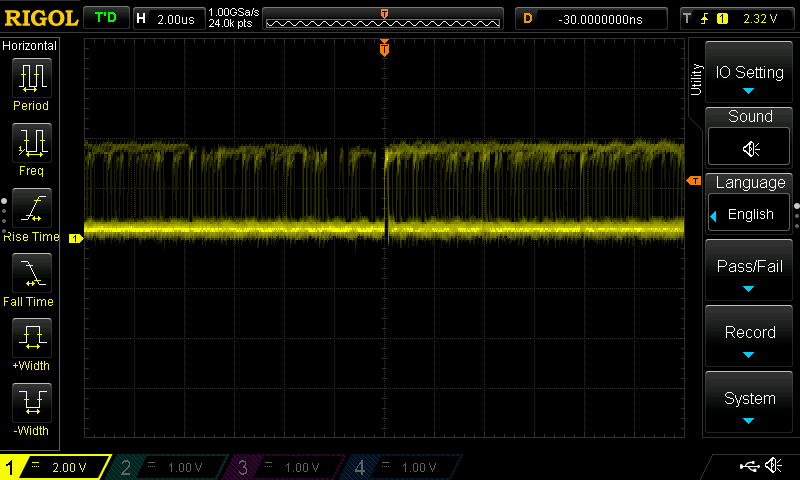 RIGOL T'D H 2.00us 1.00GSa/s 24.0k pts T D -30.0000000ns T 1 2.32 V
Horizontal
Period
Freq
Rise Time
Fall Time
+Width
-Width
T
T
1
Utility
IO Setting
Sound
Language
English
Pass/Fail
Record
System
1 = 2.00 V 2 = 1.00 V 3 = 1.00 V 4 = 1.00 V